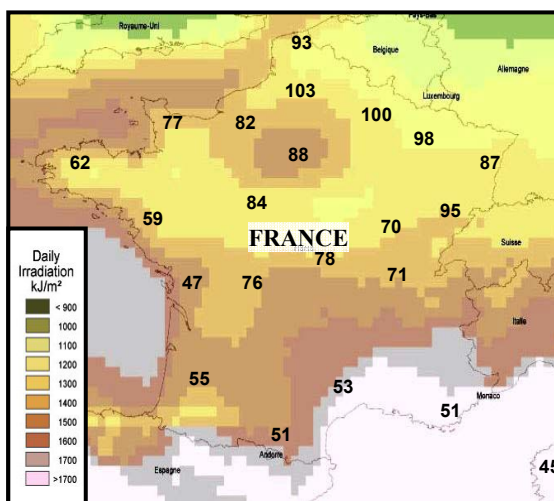 Royaume-Uni
Pays-Bas
93
Belgique
Allemagne
103
Luxembourg
77
82
100
98
88
62
87
84
95
59
70
FRANCE
Suisse
78
Daily
Irradiation
kJ/m²
47
76
71
< 900
1000
Italie
1100
1200
1300
55
53
1400
Monaco
51
1500
51
1600
Andorre
1700
Espagne
45
>1700